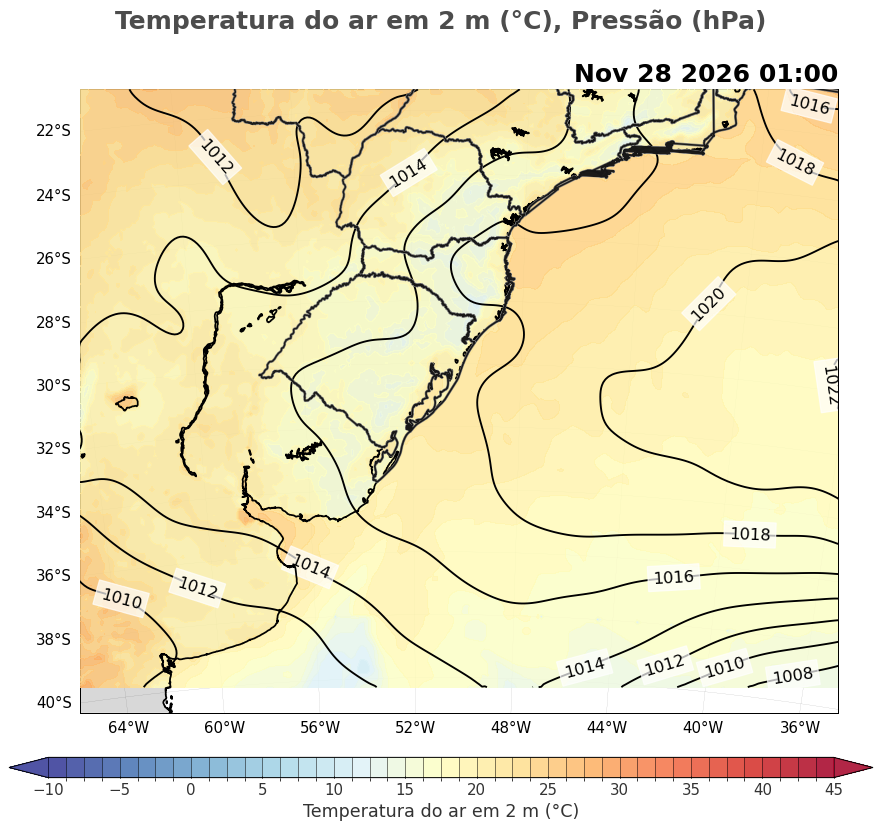 Temperatura do ar em 2 m (°C), Pressão (hPa)
Nov 28 2026 01:00
1016
22°S
1012
1018
1014
24°S
26°S
1020
28°S
30°S
1022
32°S
34°S
1018
1014
36°S
1016
1012
1010
38°S
1014
1012
1010
1008
40°S
64°W 60°W 56°W 52°W 48°W 44°W 40°W 36°W
−10 −5 0 5 10 15 20 25 30 35 40 45
Temperatura do ar em 2 m (°C)